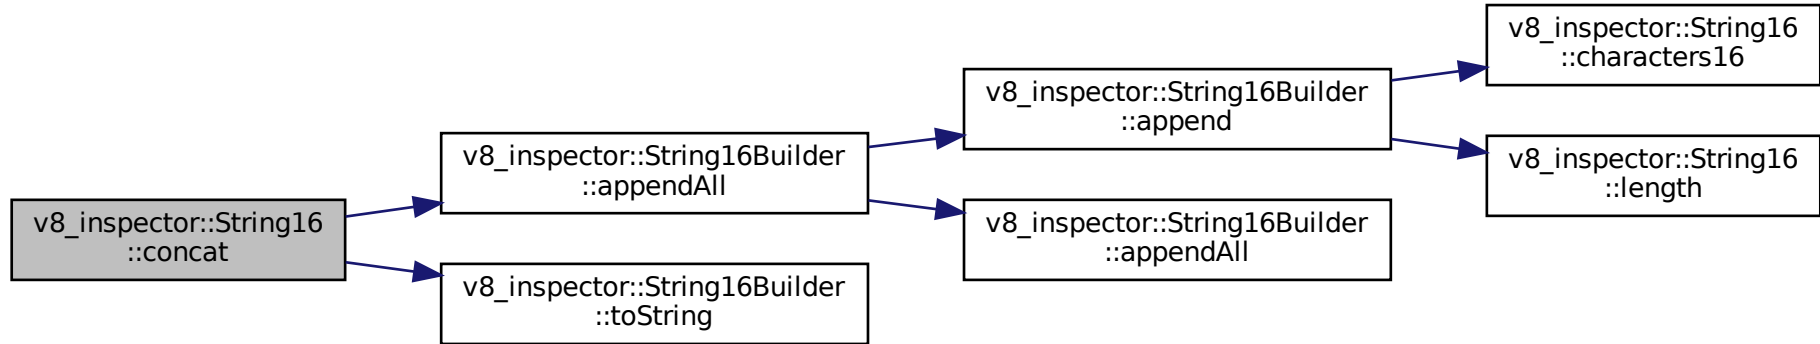 v8_inspector::String16
::concat
v8_inspector::String16Builder
::appendAll
v8_inspector::String16Builder
::toString
v8_inspector::String16Builder
::append
v8_inspector::String16Builder
::appendAll
v8_inspector::String16
::characters16
v8_inspector::String16
::length